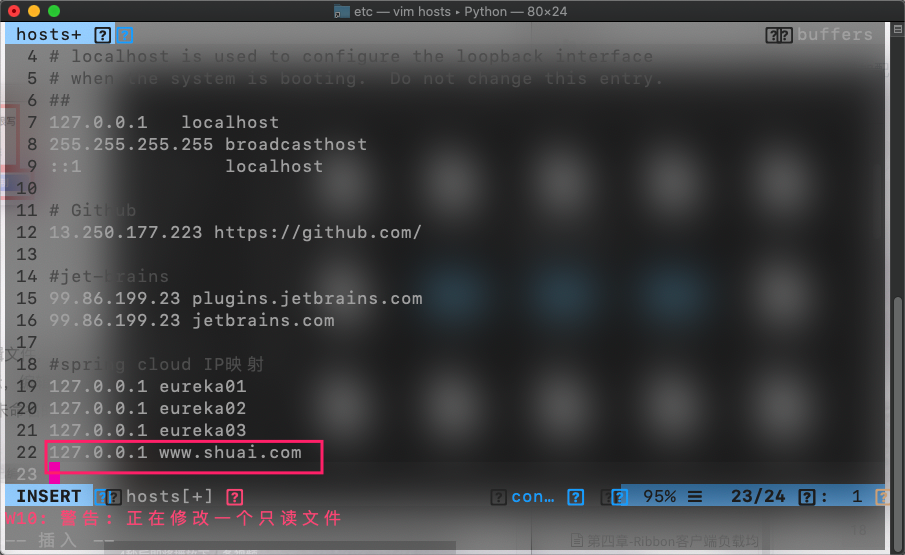 etc — vim hosts ▸ Python — 80×24
hosts+ buffers
4 # localhost is used to configure the loopback interface
5 # when the system is booting.  Do not change this entry.
6 ##
7 127.0.0.1   localhost
8 255.255.255.255 broadcasthost
9 ::1             localhost
10
11 # Github
12 13.250.177.223 https://github.com/
13
14 #jet-brains
15 99.86.199.23 plugins.jetbrains.com
16 99.86.199.23 jetbrains.com
17
18 #spring cloud IP映射
19 127.0.0.1 eureka01
20 127.0.0.1 eureka02
21 127.0.0.1 eureka03
22 127.0.0.1 www.shuai.com
23
INSERT hosts[+] con… 95% ☰ 23/24 : 1
W10: 警告: 正在修改一个只读文件
-- 插入 --
第四章-Ribbon客户端负载均